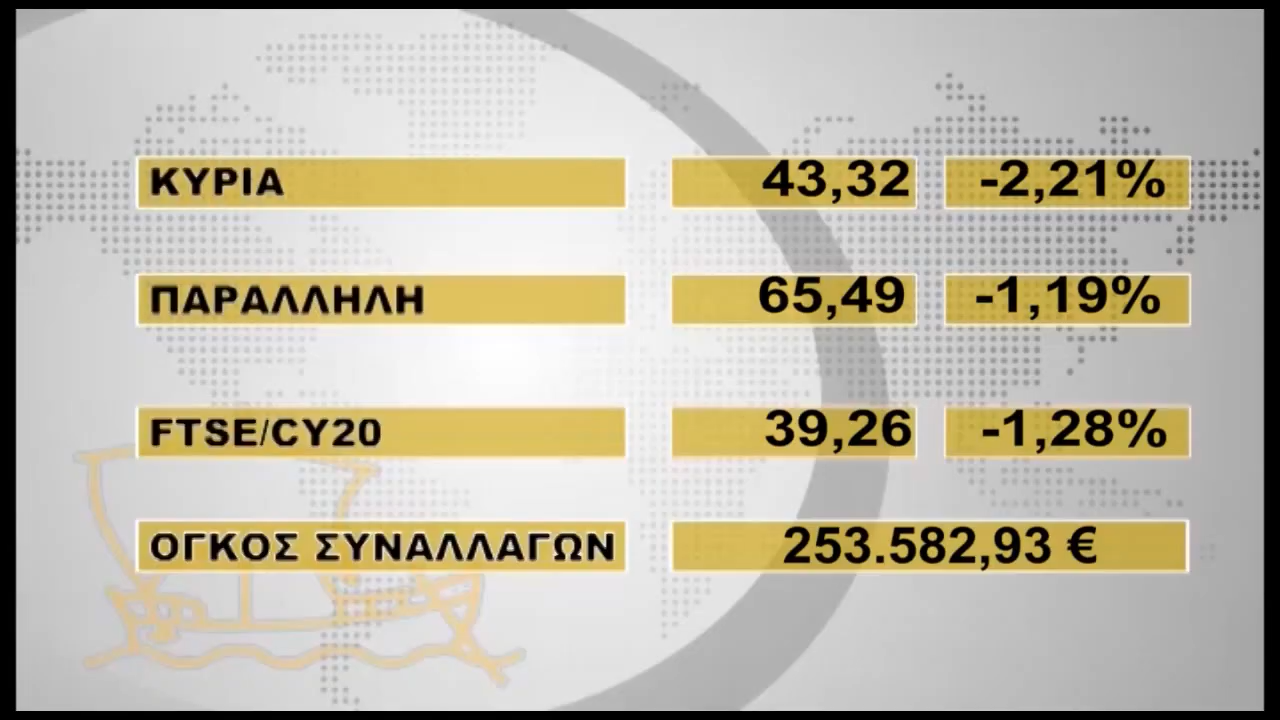 ΚΥΡΙΑ 43,32 -2,21%
ΠΑΡΑΛΛΗΛΗ 65,49 -1,19%
FTSE/CY20 39,26 -1,28%
ΟΓΚΟΣ ΣΥΝΑΛΛΑΓΩΝ 253.582,93 €